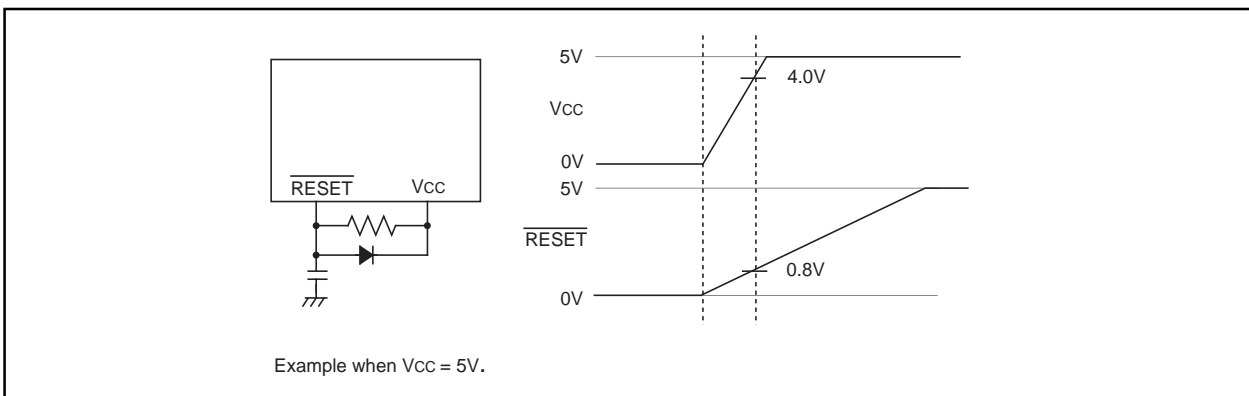 RESET VCC
Example when VCC = 5V.
5V
4.0V
VCC
0V
5V
RESET
0.8V
0V